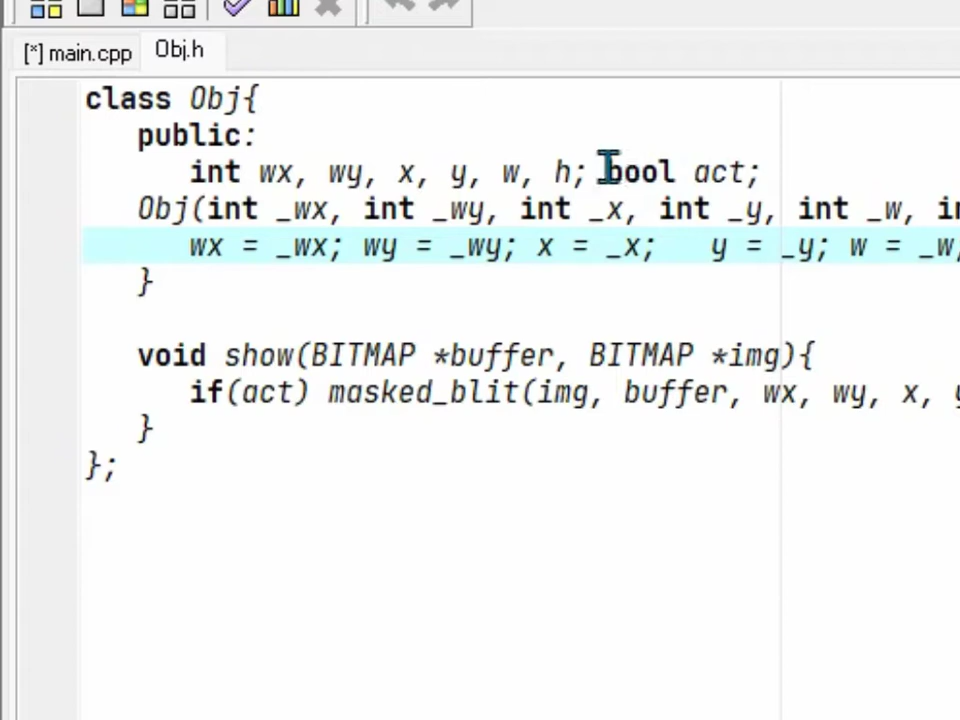 [*] main.cpp Obj.h
class Obj{
public:
int wx, wy, x, y, w, h; bool act;
Obj(int _wx, int _wy, int _x, int _y, int _w,
wx = _wx; wy = _wy; x = _x; y = _y; w = _w;
}
void show(BITMAP *buffer, BITMAP *img){
if(act) masked_blit(img, buffer, wx, wy, x,
}
};